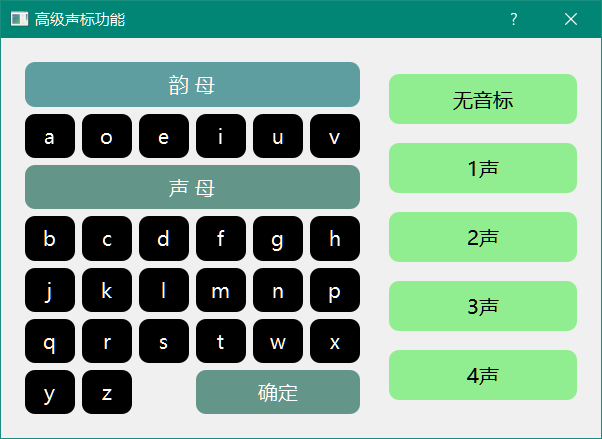 高级声标功能
?
韵 母
a o e i u v
声 母
b c d f g h
j k l m n p
q r s t w x
y z 确定
无音标
1声
2声
3声
4声